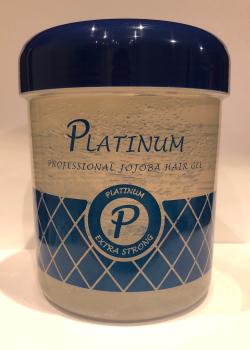 PLATINUM
PROFESSIONAL JOJOBA HAIR GEL
PLATINUM
P
EXTRA STRONG